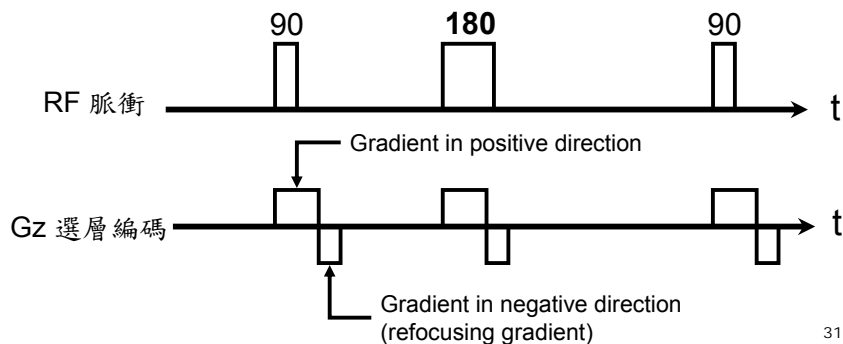 90 180 90
RF 脈衝 t
Gradient in positive direction
Gz 選層編碼 t
Gradient in negative direction
(refocusing gradient)
31